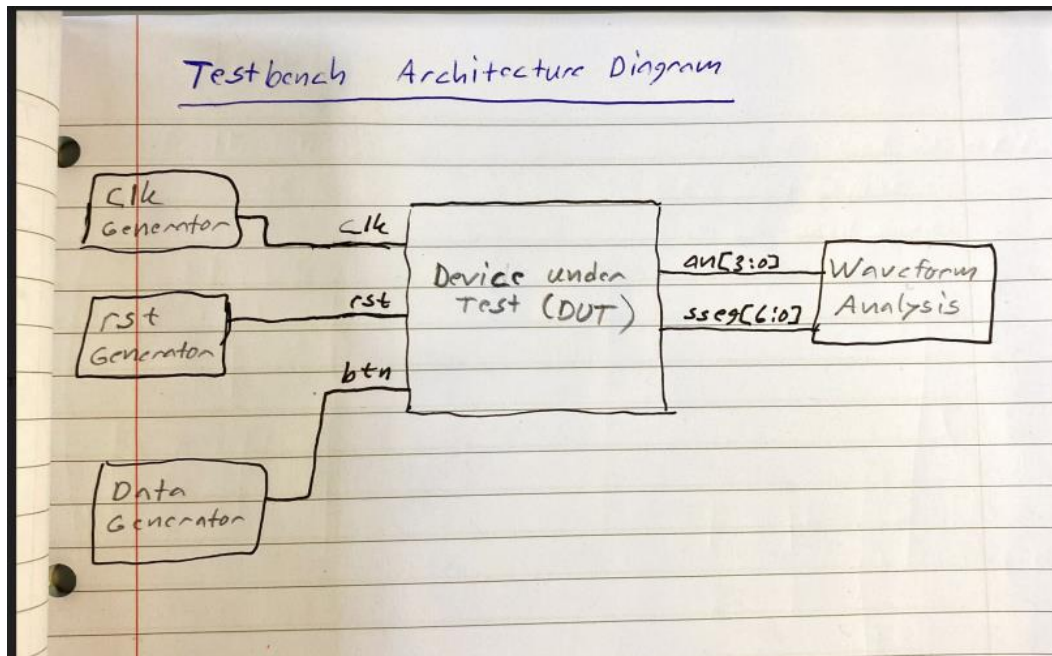 Testbench Architecture Diagram
Clk
Generator
clk
rst
Generator
rst
Data
Generator
btn
Device under
Test (DUT)
an[3:0]
sseg[6:0]
Waveform
Analysis